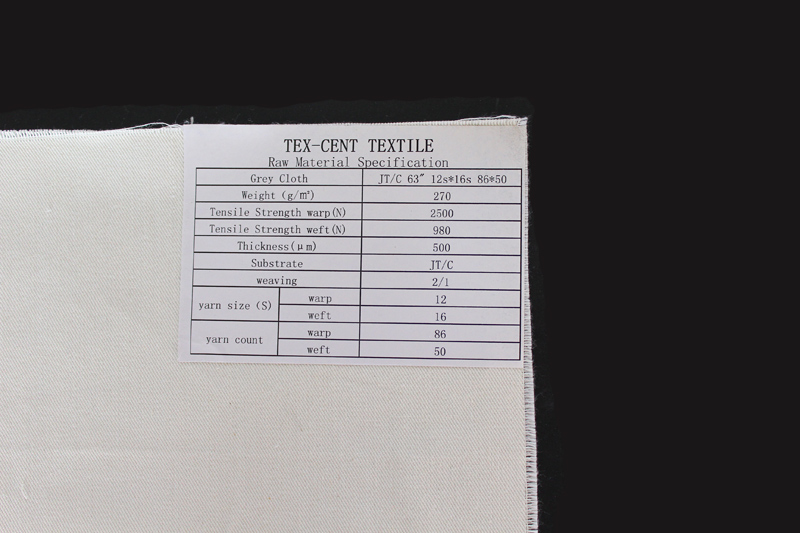 TEX-CENT TEXTILE
Raw Material Specification
Grey Cloth JT/C 63" 12s*16s 86*50
Weight (g/m²) 270
Tensile Strength warp(N) 2500
Tensile Strength weft(N) 980
Thickness(μm) 500
Substrate JT/C
weaving 2/1
yarn size (S) warp 12
weft 16
yarn count warp 86
weft 50